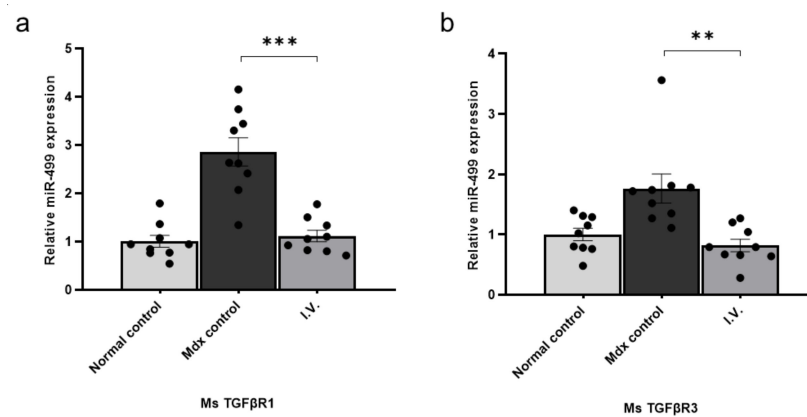 a
b
***
**
Relative miR-499 expression
5
4
3
2
1
0
Normal control
Mdx control
I.V.
Ms TGFβR1
Relative miR-499 expression
4
3
2
1
0
Normal control
Mdx control
I.V.
Ms TGFβR3